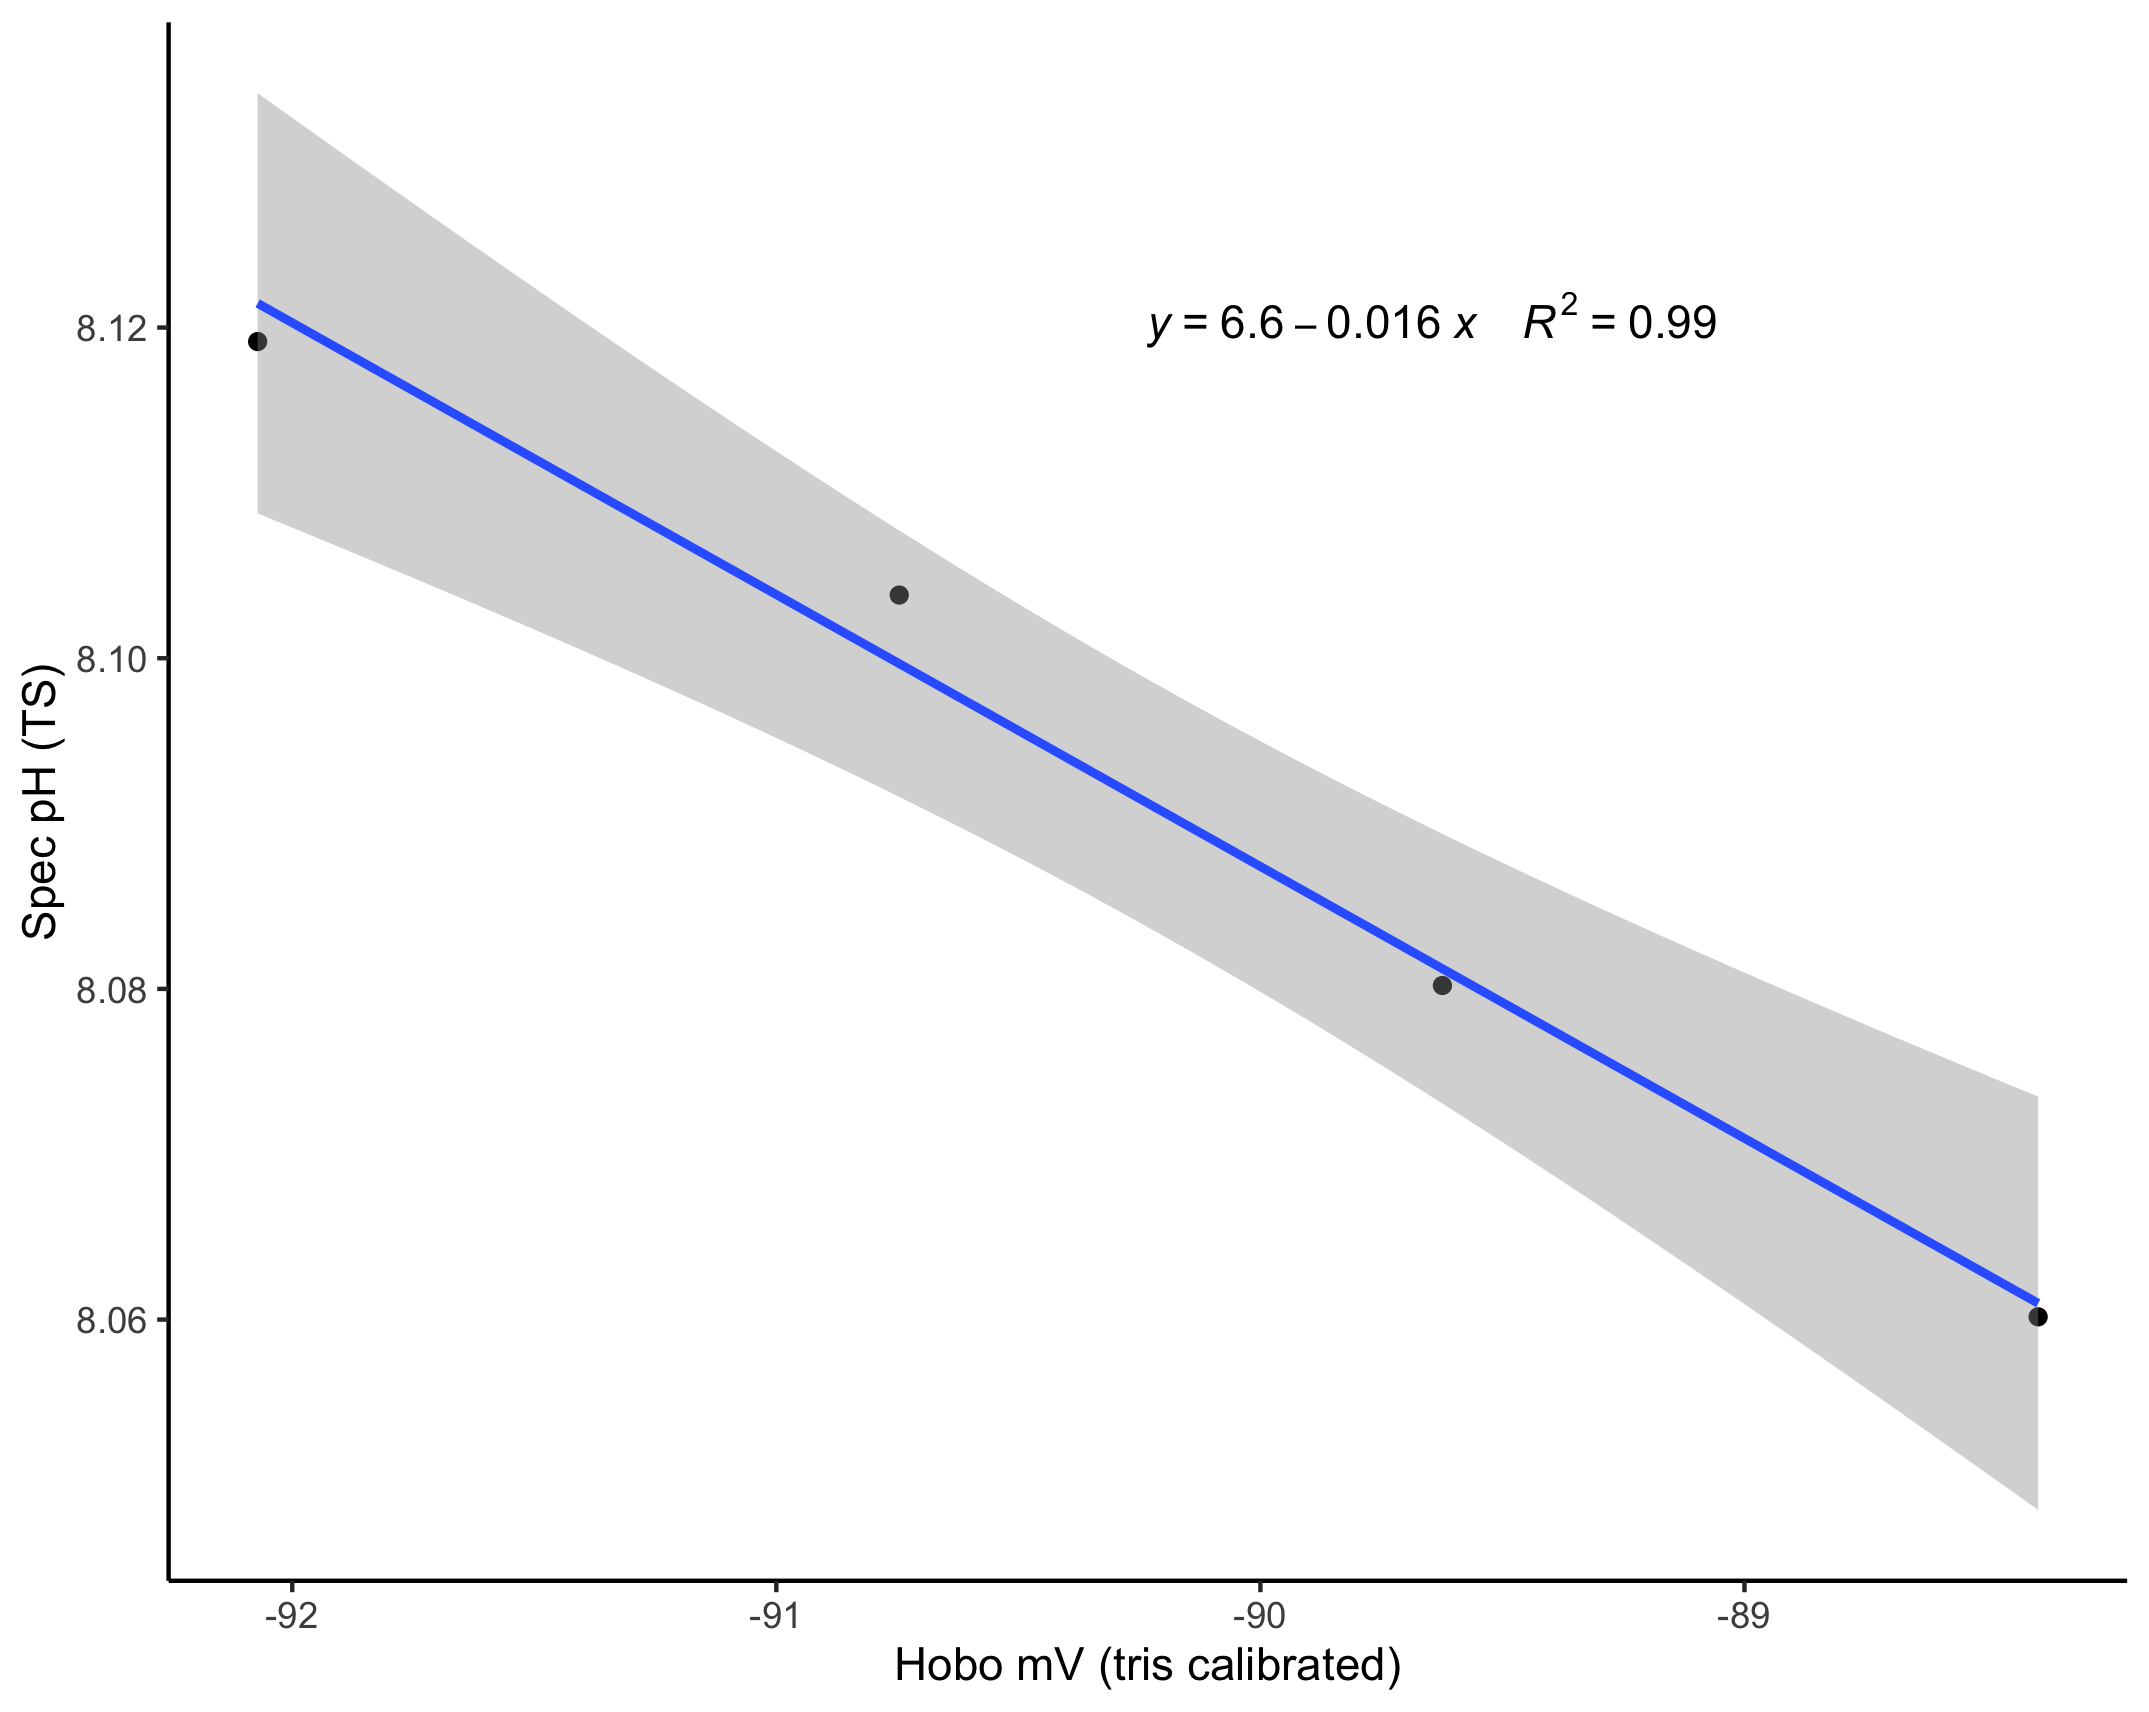 y = 6.6 – 0.016 x R² = 0.99
8.12
8.10
8.08
8.06
Spec pH (TS)
-92 -91 -90 -89
Hobo mV (tris calibrated)